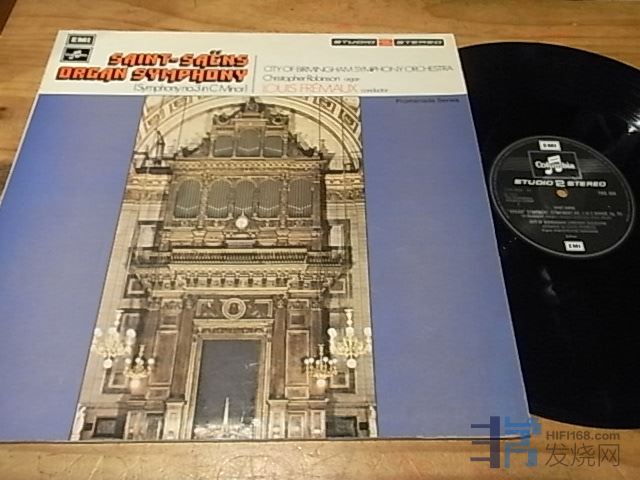 EMI
SAINT-SAËNS
ORGAN SYMPHONY
(Symphony no.3 in C Minor)
STUDIO 2 STEREO
CITY OF BIRMINGHAM SYMPHONY ORCHESTRA
Christopher Robinson organ
LOUIS FREMAUX conductor
Promenade Series
EMI
Columbia
STUDIO 2 STEREO
EMI
HIFI168.com
发烧网